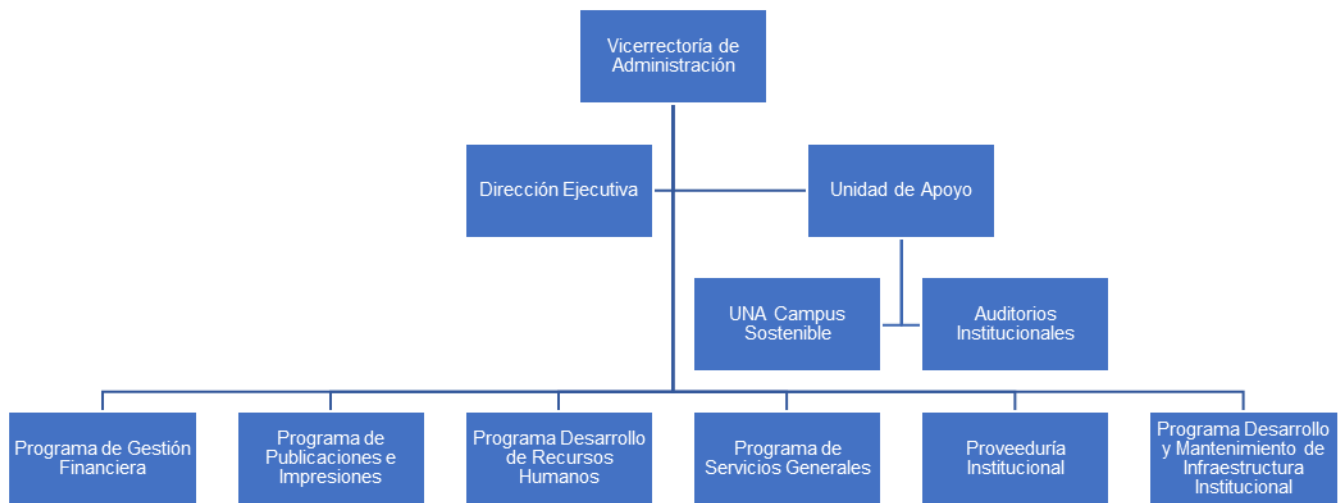 Vicerrectoría de
Administración
Dirección Ejecutiva
Unidad de Apoyo
UNA Campus
Sostenible
Auditorios
Institucionales
Programa de Gestión
Financiera
Programa de
Publicaciones e
Impresiones
Programa Desarrollo
de Recursos
Humanos
Programa de
Servicios Generales
Proveeduría
Institucional
Programa Desarrollo
y Mantenimiento de
Infraestructura
Institucional